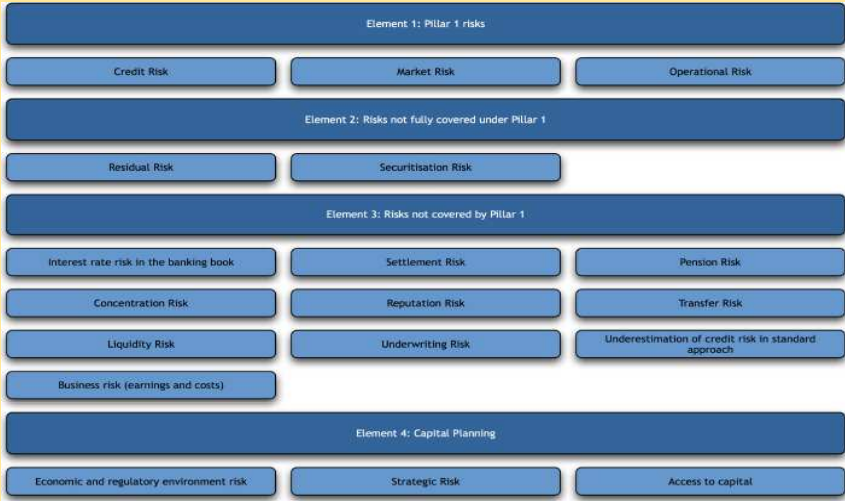 Element 1: Pillar 1 risks
Credit Risk
Market Risk
Operational Risk
Element 2: Risks not fully covered under Pillar 1
Residual Risk
Securitisation Risk
Element 3: Risks not covered by Pillar 1
Interest rate risk in the banking book
Settlement Risk
Pension Risk
Concentration Risk
Reputation Risk
Transfer Risk
Liquidity Risk
Underwriting Risk
Underestimation of credit risk in standard
approach
Business risk (earnings and costs)
Element 4: Capital Planning
Economic and regulatory environment risk
Strategic Risk
Access to capital